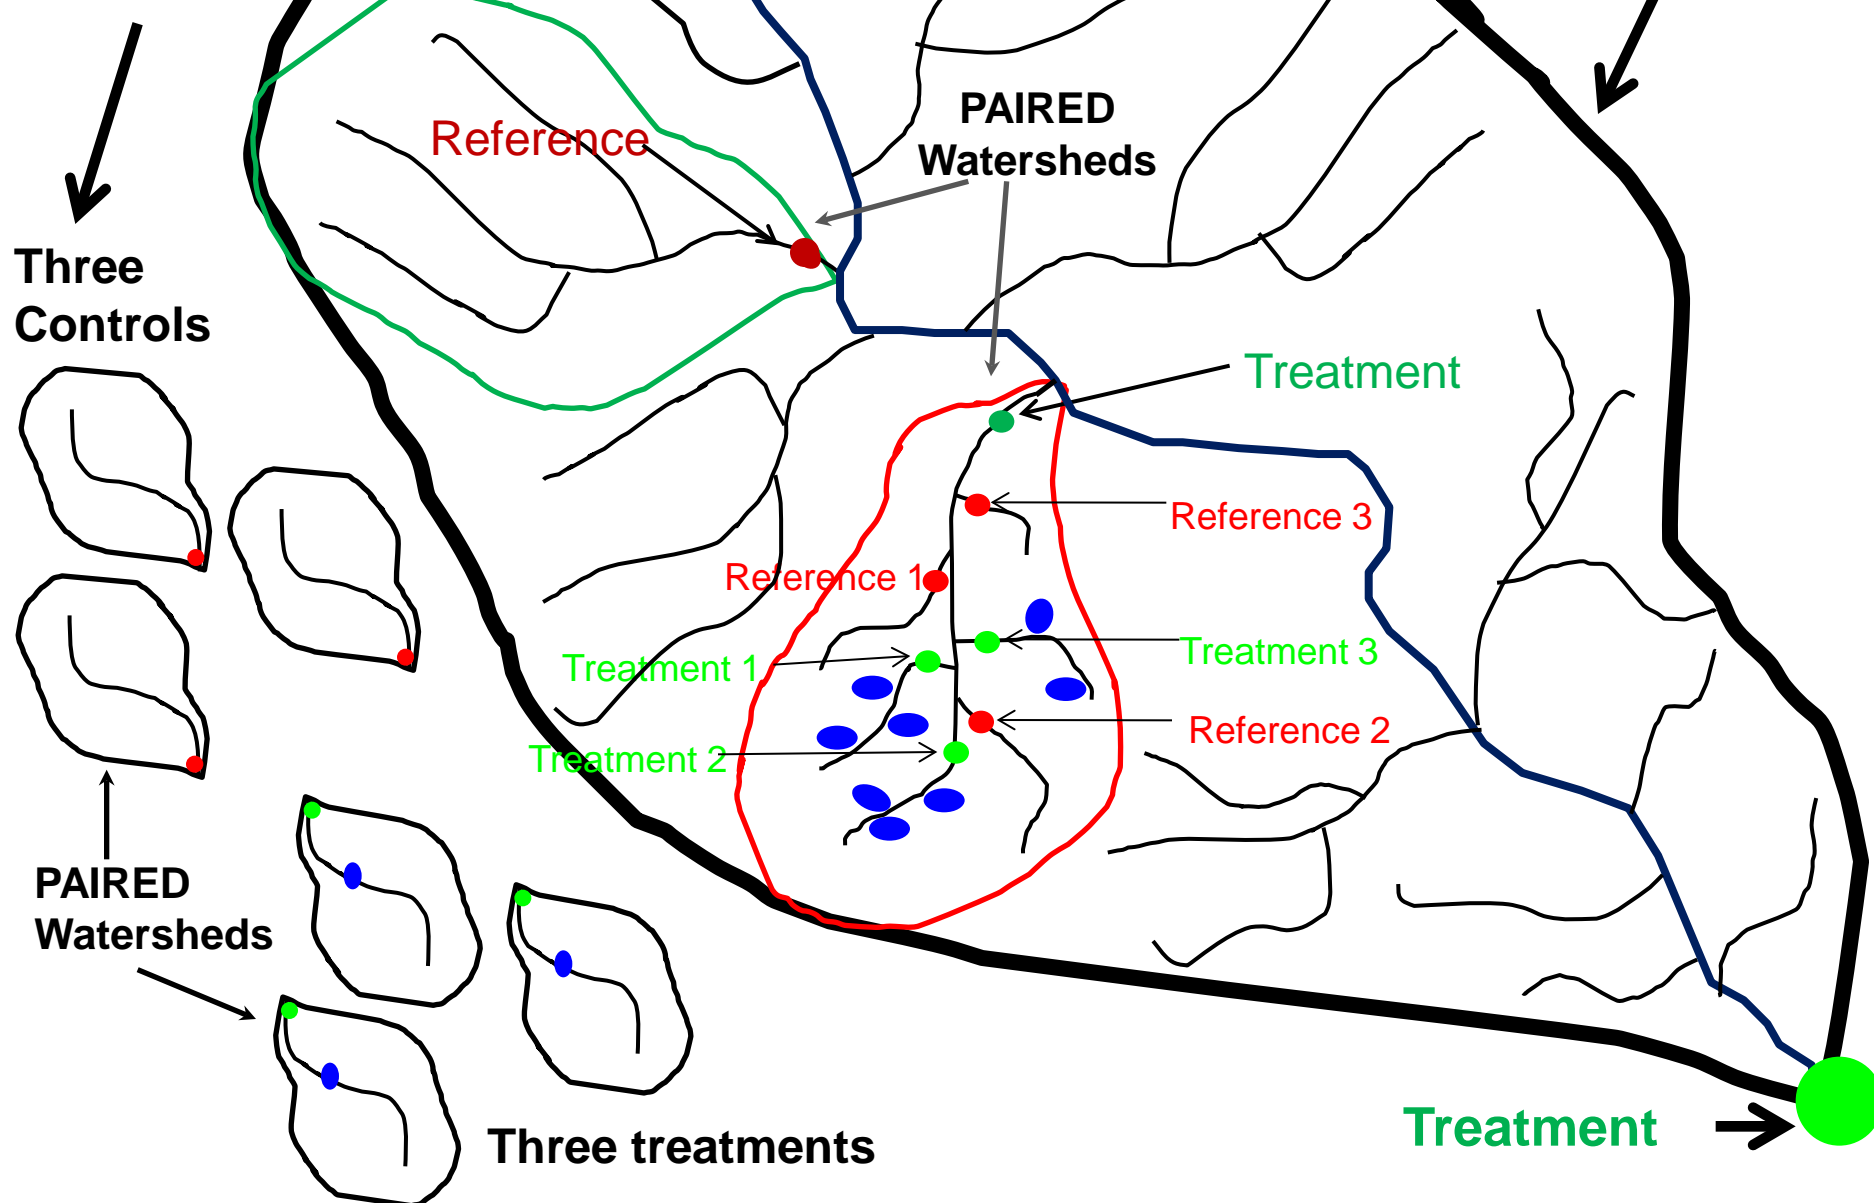 Reference
PAIRED
Watersheds
Three
Controls
Treatment
Reference 3
Reference 1
Treatment 1
Treatment 3
Reference 2
Treatment 2
PAIRED
Watersheds
Three treatments
Treatment